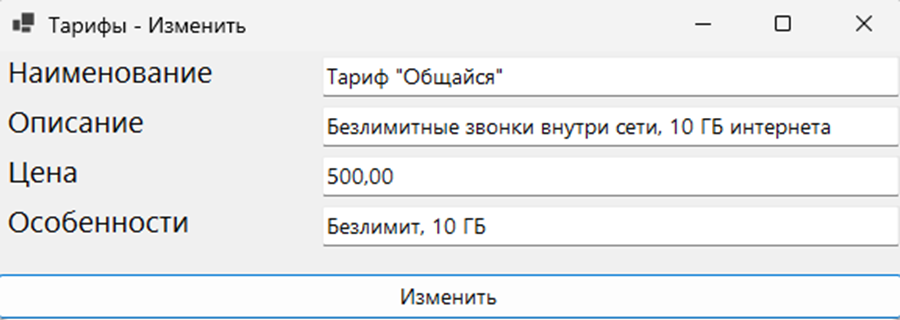 Тарифы - Изменить
Наименование Тариф "Общайся"
Описание Безлимитные звонки внутри сети, 10 ГБ интернета
Цена 500,00
Особенности Безлимит, 10 ГБ
Изменить